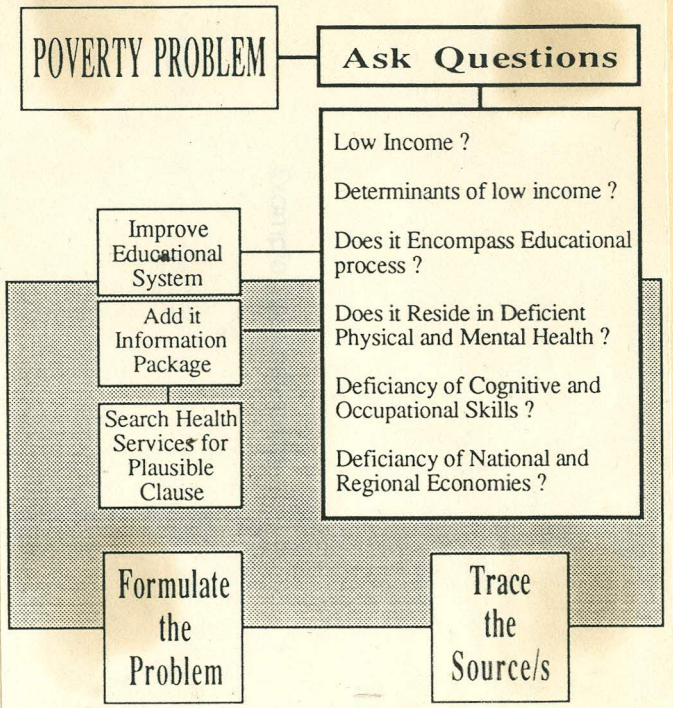 POVERTY PROBLEM
Ask Questions
Low Income ?
Determinants of low income ?
Does it Encompass Educational
process ?
Does it Reside in Deficient
Physical and Mental Health ?
Deficiancy of Cognitive and
Occupational Skills ?
Deficiancy of National and
Regional Economies ?
Improve
Educational
System
Add it
Information
Package
Search Health
Services for
Plausible
Clause
Formulate
the
Problem
Trace
the
Source/s